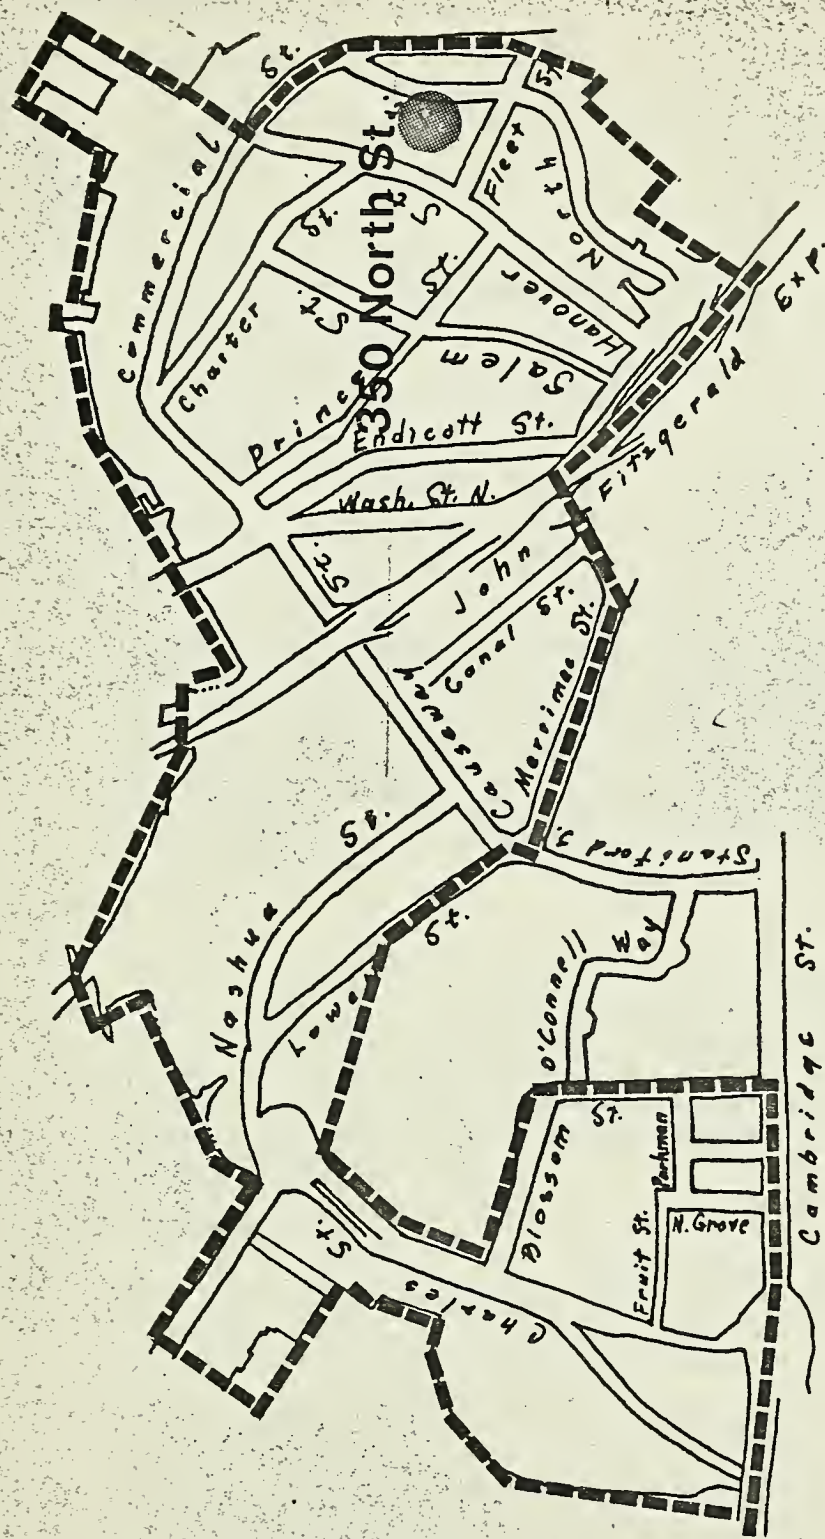 Commercial
St.
350 North St.
Charter
St.
St.
Prince
St.
St.
Fleet
St.
North
Hanover
Salem
Endicott St.
Wash. St. N.
St.
John
Fitzgerald
Exp.
Canal St.
Causeway
Merrimac St.
Staniford S.
Nashua
St.
St.
O'Connell
Way
Blossom
St.
Parkman
Fruit St.
N. Grove
Charles
St.
Cambridge St.